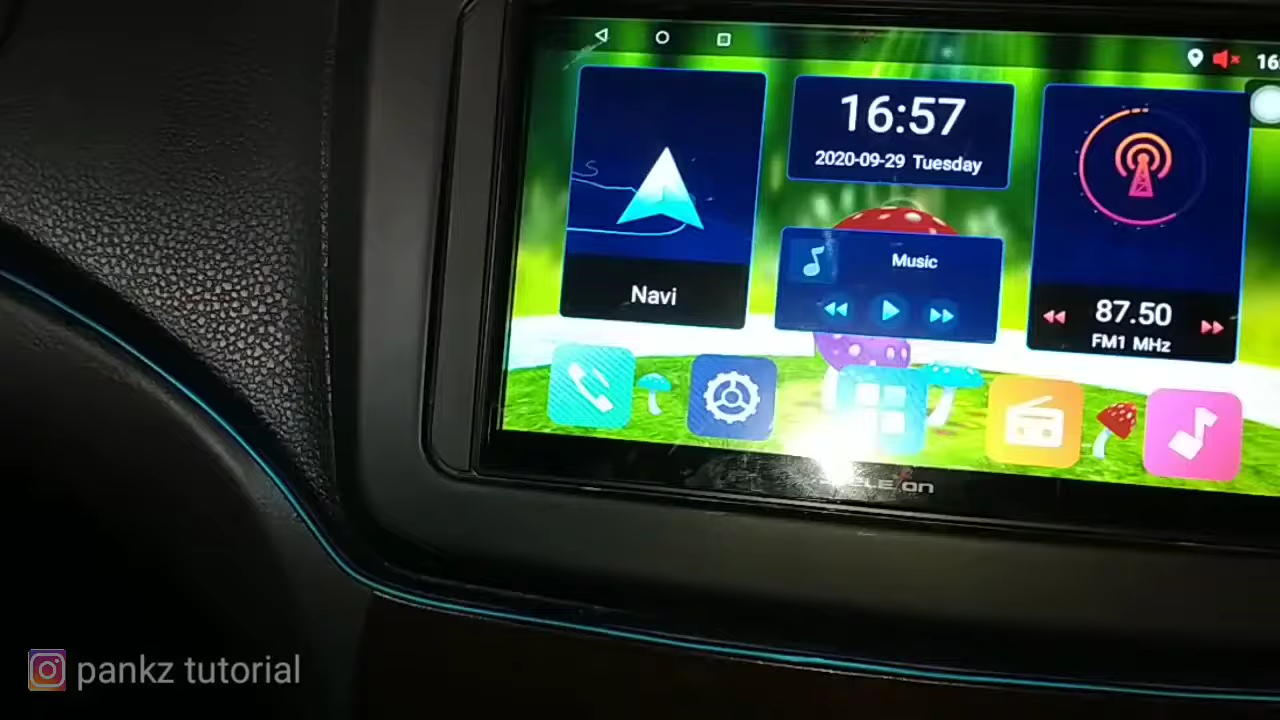 16:57
2020-09-29 Tuesday
Navi
Music
87.50
FM1 MHz
pankz tutorial